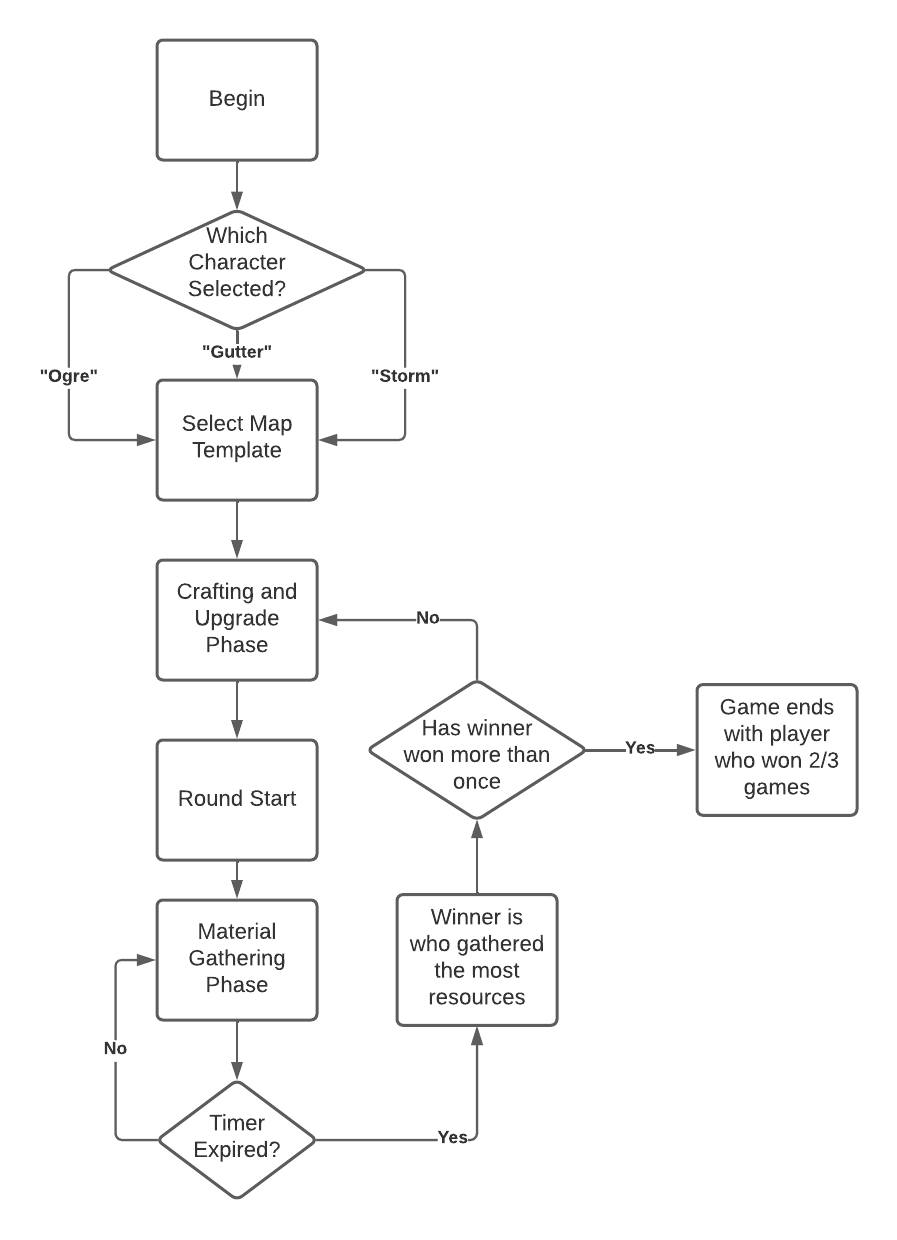 Begin
Which
Character
Selected?
"Gutter"
"Ogre"
"Storm"
Select Map
Template
Crafting and
Upgrade
Phase
No
Round Start
Has winner
won more than
once
Yes
Game ends
with player
who won 2/3
games
Material
Gathering
Phase
Winner is
who gathered
the most
resources
No
Timer
Expired?
Yes